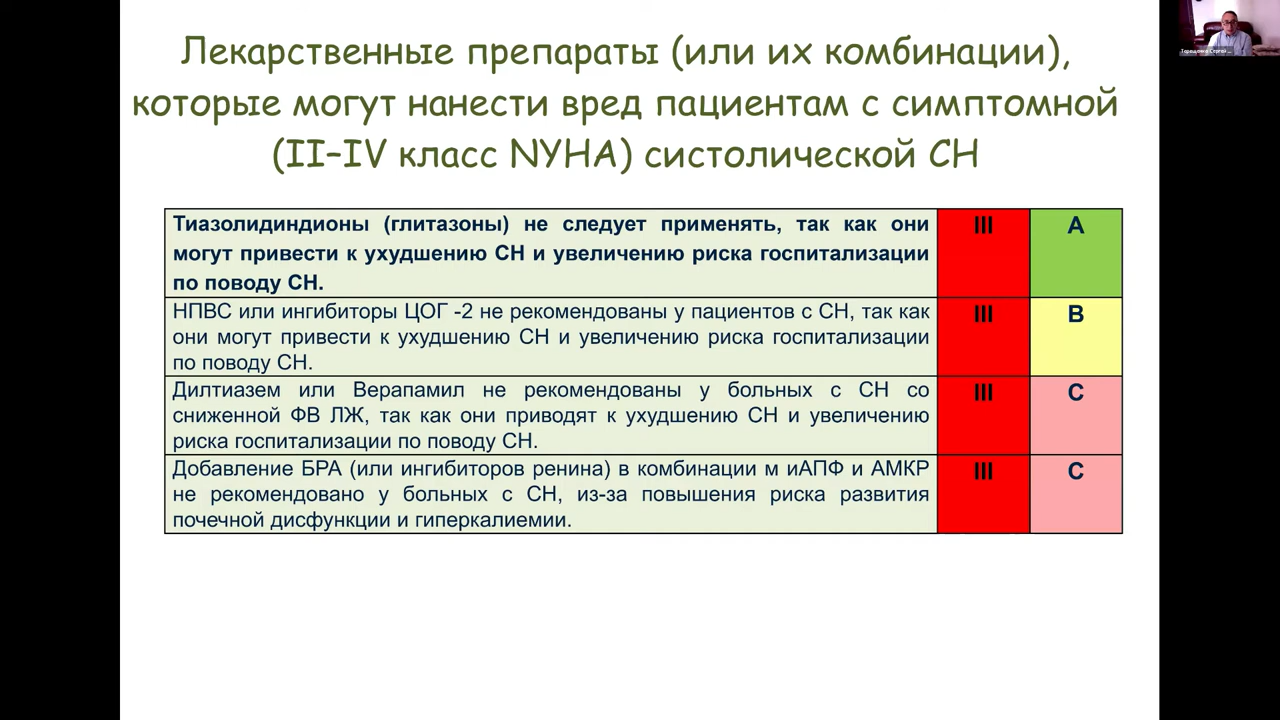 Лекарственные препараты (или их комбинации),
которые могут нанести вред пациентам с симптомной
(II–IV класс NYHA) систолической СН
Тиазолидиндионы (глитазоны) не следует применять, так как они
могут привести к ухудшению СН и увеличению риска госпитализации
по поводу СН.
III
A
НПВС или ингибиторы ЦОГ -2 не рекомендованы у пациентов с СН, так как
они могут привести к ухудшению СН и увеличению риска госпитализации
по поводу СН.
III
B
Дилтиазем или Верапамил не рекомендованы у больных с СН со
сниженной ФВ ЛЖ, так как они приводят к ухудшению СН и увеличению
риска госпитализации по поводу СН.
III
C
Добавление БРА (или ингибиторов ренина) в комбинации м иАПФ и АМКР
не рекомендовано у больных с СН, из-за повышения риска развития
почечной дисфункции и гиперкалиемии.
III
C